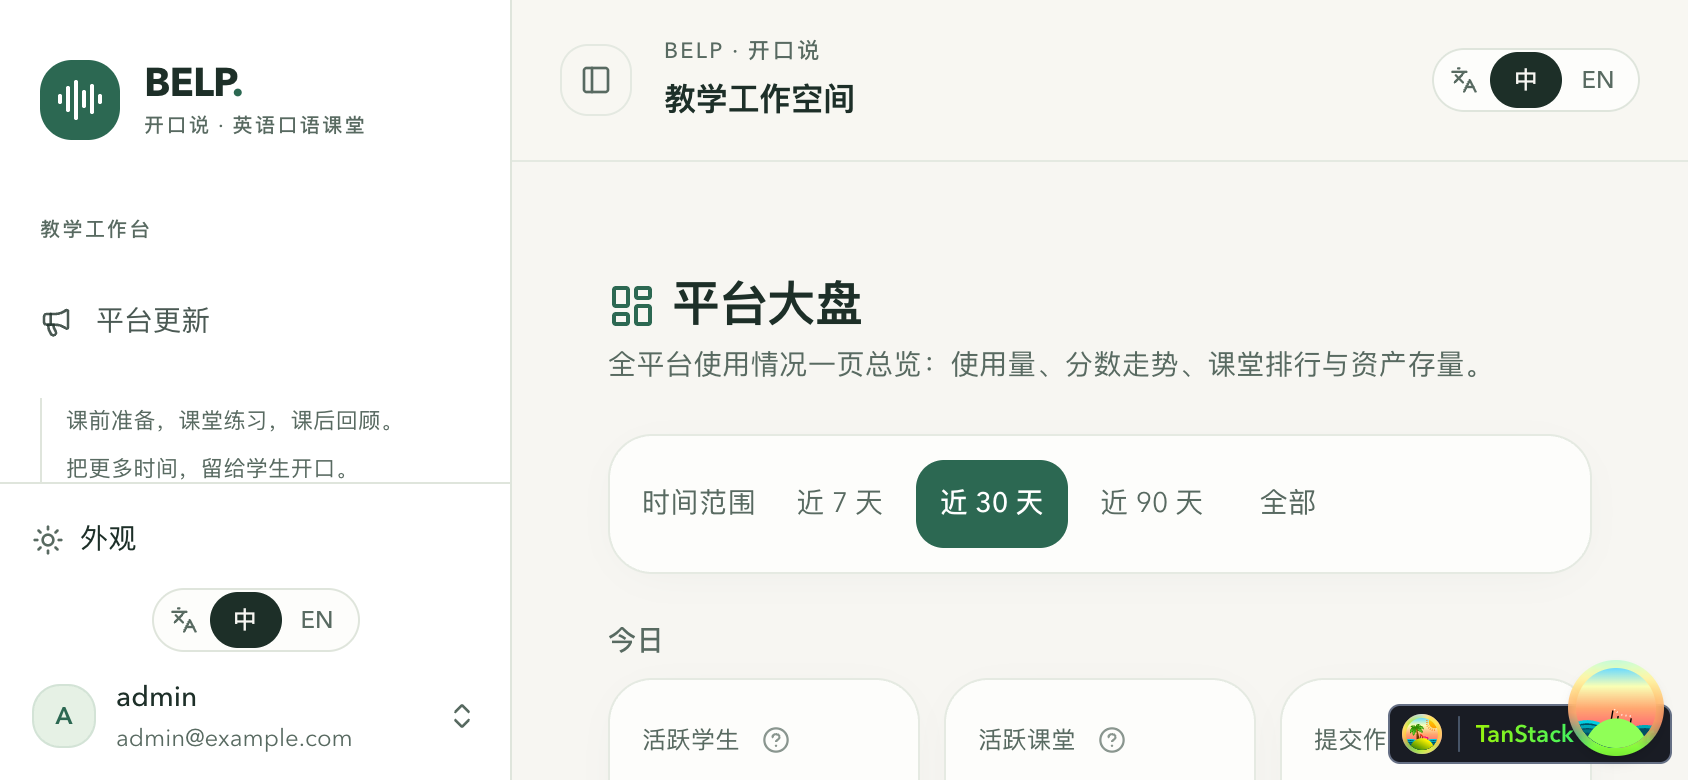 BELP.
开口说 · 英语口语课堂
教学工作台
平台更新
课前准备，课堂练习，课后回顾。
把更多时间，留给学生开口。
外观
中 EN
A
admin
admin@example.com
BELP · 开口说
教学工作空间
中 EN
平台大盘
全平台使用情况一页总览：使用量、分数走势、课堂排行与资产存量。
时间范围 近 7 天 近 30 天 近 90 天 全部
今日
活跃学生
活跃课堂
提交作
TanStack